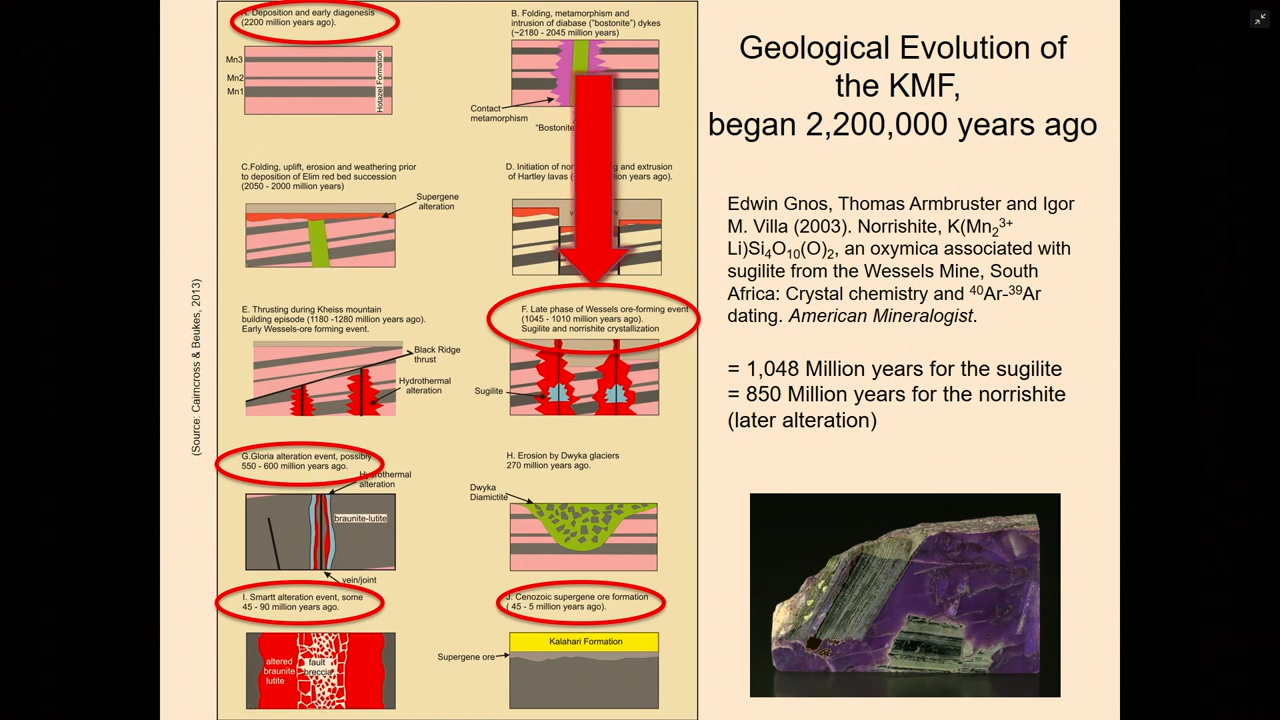 A. Deposition and early diagenesis
(2200 million years ago).
Mn3
Mn2
Mn1
Hotazel Formation
B. Folding, metamorphism and
intrusion of diabase ("bostonite") dykes
(~2180 - 2045 million years)
Contact
metamorphism
"Bostonite
C.Folding, uplift, erosion and weathering prior
to deposition of Elim red bed succession
(2050 - 2000 million years)
Supergene
alteration
D. Initiation of nor g and extrusion
of Hartley lavas ( on years ago).
v v
E. Thrusting during Kheiss mountain
building episode (1180 -1280 million years ago).
Early Wessels-ore forming event.
Black Ridge
thrust
Hydrothermal
alteration
F. Late phase of Wessels ore-forming event
(1045 - 1010 million years ago).
Sugilite and norrishite crystallization
Sugilite
G.Gloria alteration event, possibly
550 - 600 million years ago.
Hydrothermal
alteration
braunite-lutite
vein/joint
H. Erosion by Dwyka glaciers
270 million years ago.
Dwyka
Diamictite
I. Smartt alteration event, some
45 - 90 million years ago.
altered
braunite
lutite
fault
breccia
J. Cenozoic supergene ore formation
( 45 - 5 million years ago).
Kalahari Formation
Supergene ore
(Source: Cairncross & Beukes, 2013)
Geological Evolution of
the KMF,
began 2,200,000 years ago
Edwin Gnos, Thomas Armbruster and Igor
M. Villa (2003). Norrishite, K(Mn₂³⁺
Li)Si₄O₁₀(O)₂, an oxymica associated with
sugilite from the Wessels Mine, South
Africa: Crystal chemistry and ⁴⁰Ar-³⁹Ar
dating. American Mineralogist.
= 1,048 Million years for the sugilite
= 850 Million years for the norrishite
(later alteration)